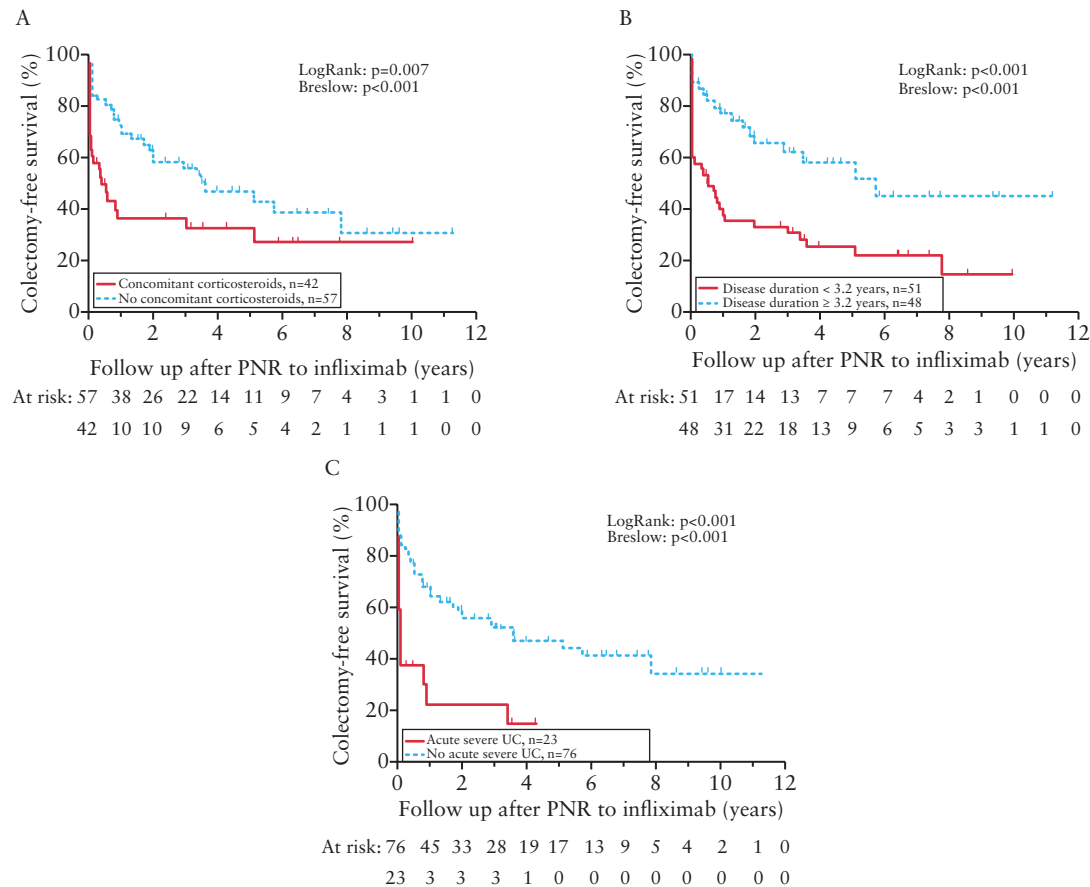 A
Colectomy-free survival (%)
100
80
60
40
20
0
LogRank: p=0.007
Breslow: p<0.001
Concomitant corticosteroids, n=42
No concomitant corticosteroids, n=57
0 2 4 6 8 10 12
Follow up after PNR to infliximab (years)
At risk: 57 38 26 22 14 11 9 7 4 3 1 1 0
42 10 10 9 6 5 4 2 1 1 1 0 0
B
Colectomy-free survival (%)
100
80
60
40
20
0
LogRank: p<0.001
Breslow: p<0.001
Disease duration < 3.2 years, n=51
Disease duration ≥ 3.2 years, n=48
0 2 4 6 8 10 12
Follow up after PNR to infliximab (years)
At risk: 51 17 14 13 7 7 7 4 2 1 0 0 0
48 31 22 18 13 9 6 5 3 3 1 1 0
C
Colectomy-free survival (%)
100
80
60
40
20
0
LogRank: p<0.001
Breslow: p<0.001
Acute severe UC, n=23
No acute severe UC, n=76
0 2 4 6 8 10 12
Follow up after PNR to infliximab (years)
At risk: 76 45 33 28 19 17 13 9 5 4 2 1 0
23 3 3 3 1 0 0 0 0 0 0 0 0